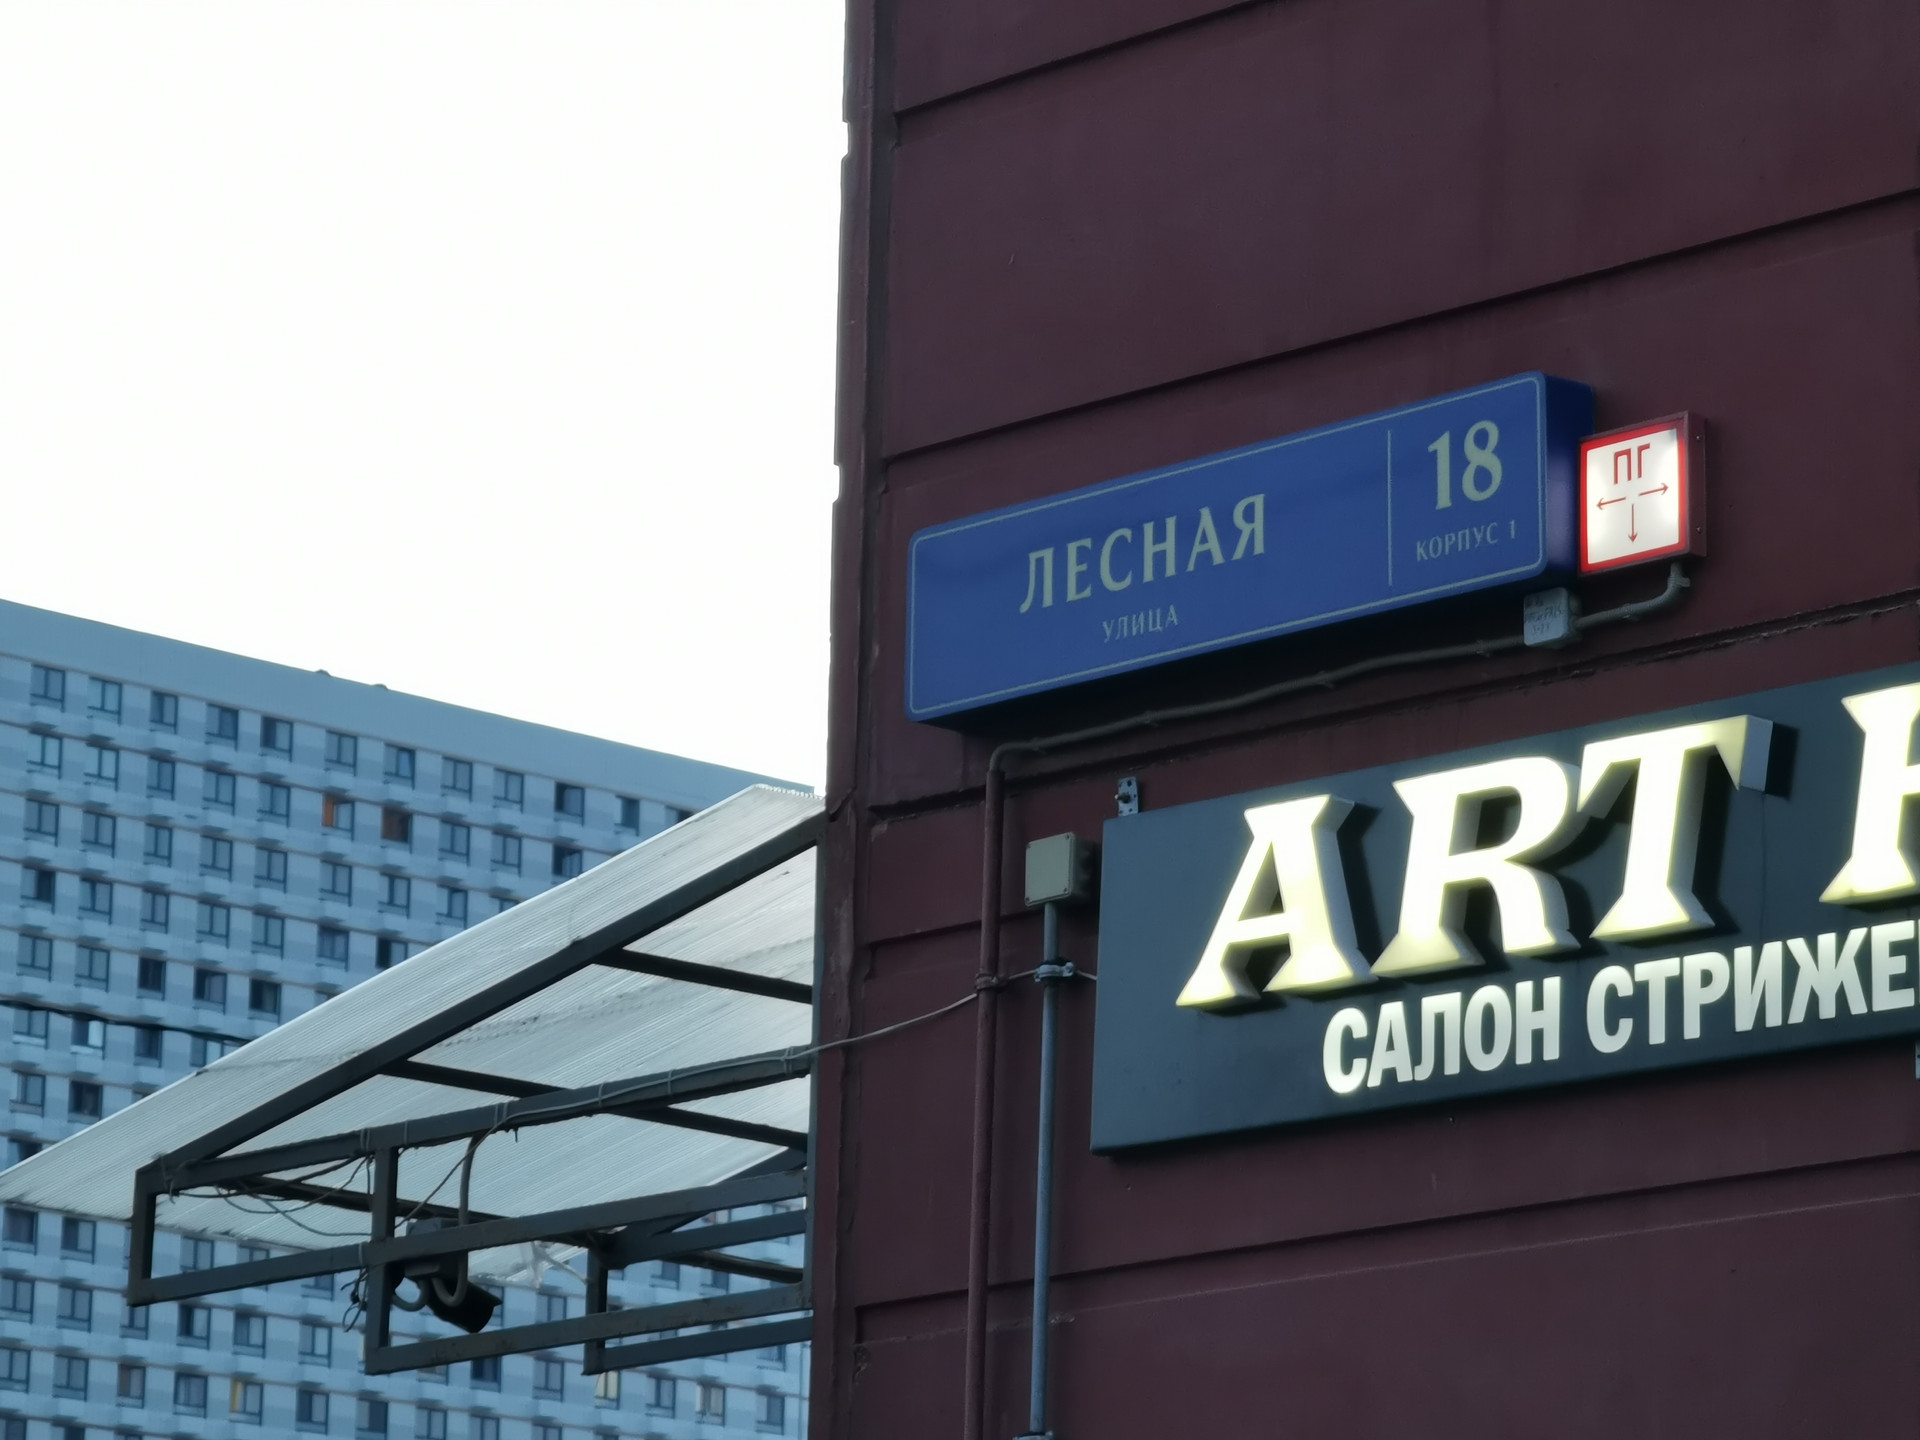 ЛЕСНАЯ
УЛИЦА
18
КОРПУС 1
ПГ
ART
САЛОН СТРИЖЕ